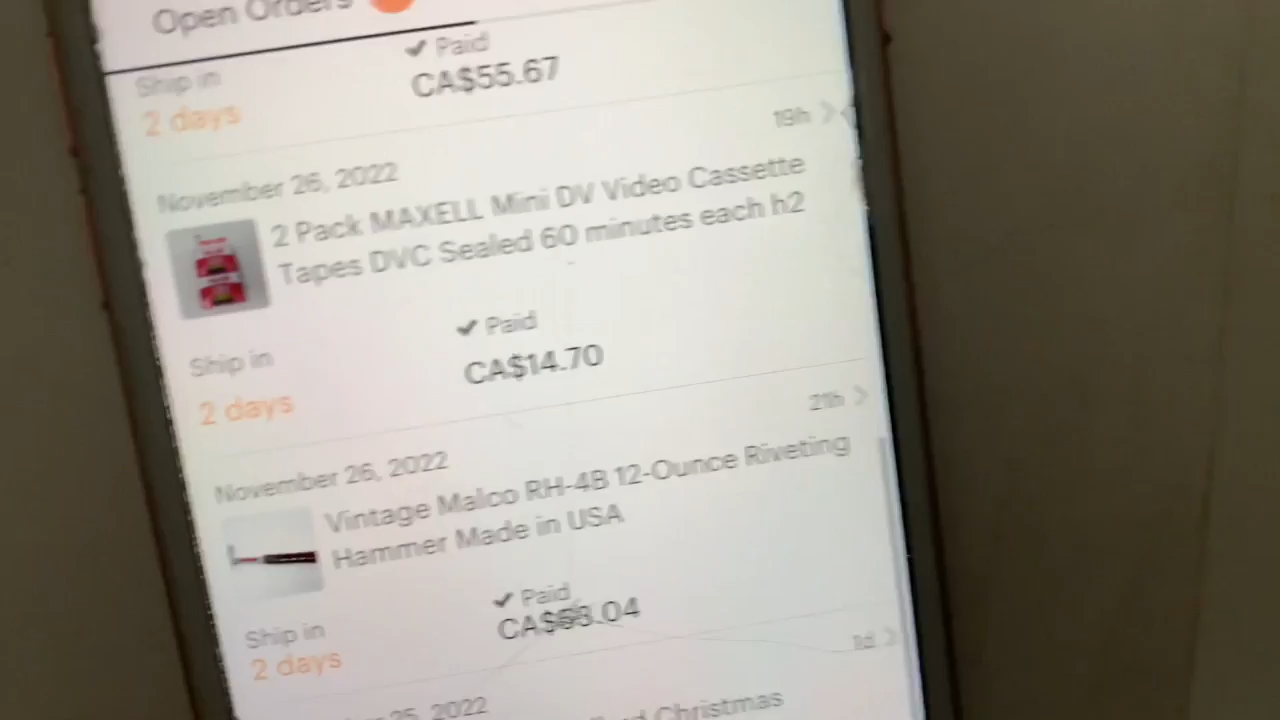 Open Orders
✓ Paid
Ship in
CA$55.67
2 days
19h
November 26, 2022
2 Pack MAXELL Mini DV Video Cassette
Tapes DVC Sealed 60 minutes each h2
✓ Paid
Ship in
CA$14.70
2 days
21h
November 26, 2022
Vintage Malco RH-4B 12-Ounce Riveting
Hammer Made in USA
✓ Paid
Ship in
2 days
1d
25, 2022
Christmas